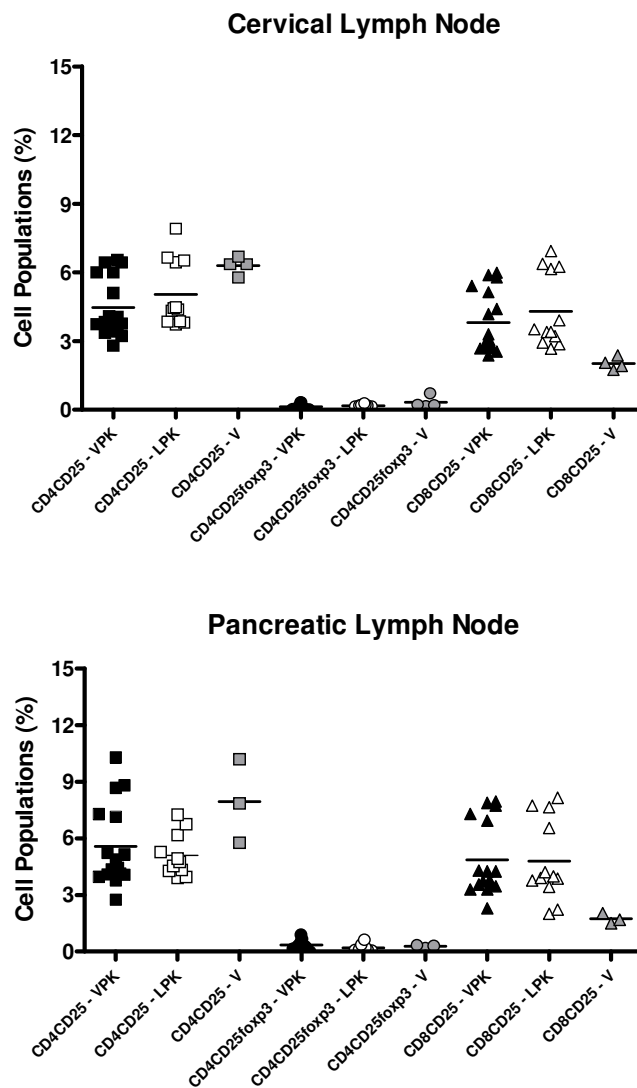 Cervical Lymph Node
Cell Populations (%)
15
12
9
6
3
0
CD4CD25 - VPK
CD4CD25 - LPK
CD4CD25 - V
CD4CD25foxp3 - VPK
CD4CD25foxp3 - LPK
CD4CD25foxp3 - V
CD8CD25 - VPK
CD8CD25 - LPK
CD8CD25 - V
Pancreatic Lymph Node
Cell Populations (%)
15
12
9
6
3
0
CD4CD25 - VPK
CD4CD25 - LPK
CD4CD25 - V
CD4CD25foxp3 - VPK
CD4CD25foxp3 - LPK
CD4CD25foxp3 - V
CD8CD25 - VPK
CD8CD25 - LPK
CD8CD25 - V